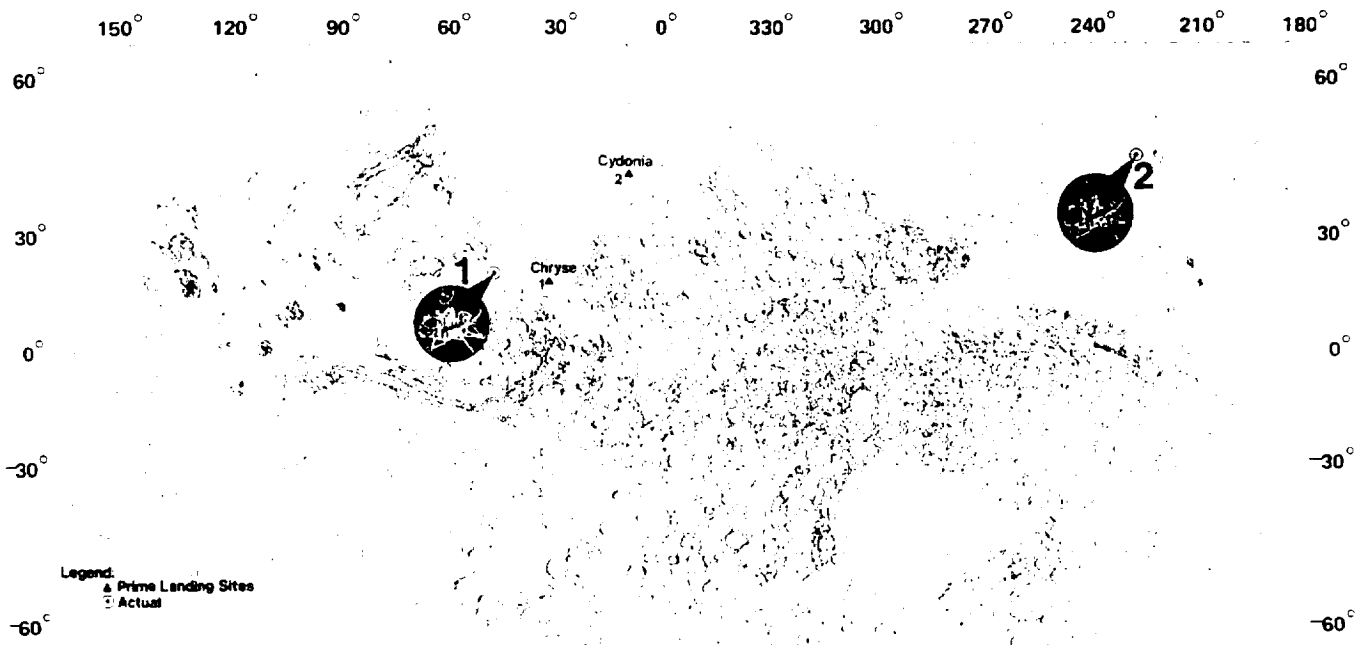 150° 120° 90° 60° 30° 0° 330° 300° 270° 240° 210° 180°
60° 60°
Cydonia
2
2
30° 30°
1
Chryse
1
0° 0°
-30° -30°
Legend:
▲ Prime Landing Sites
⊙ Actual
-60° -60°